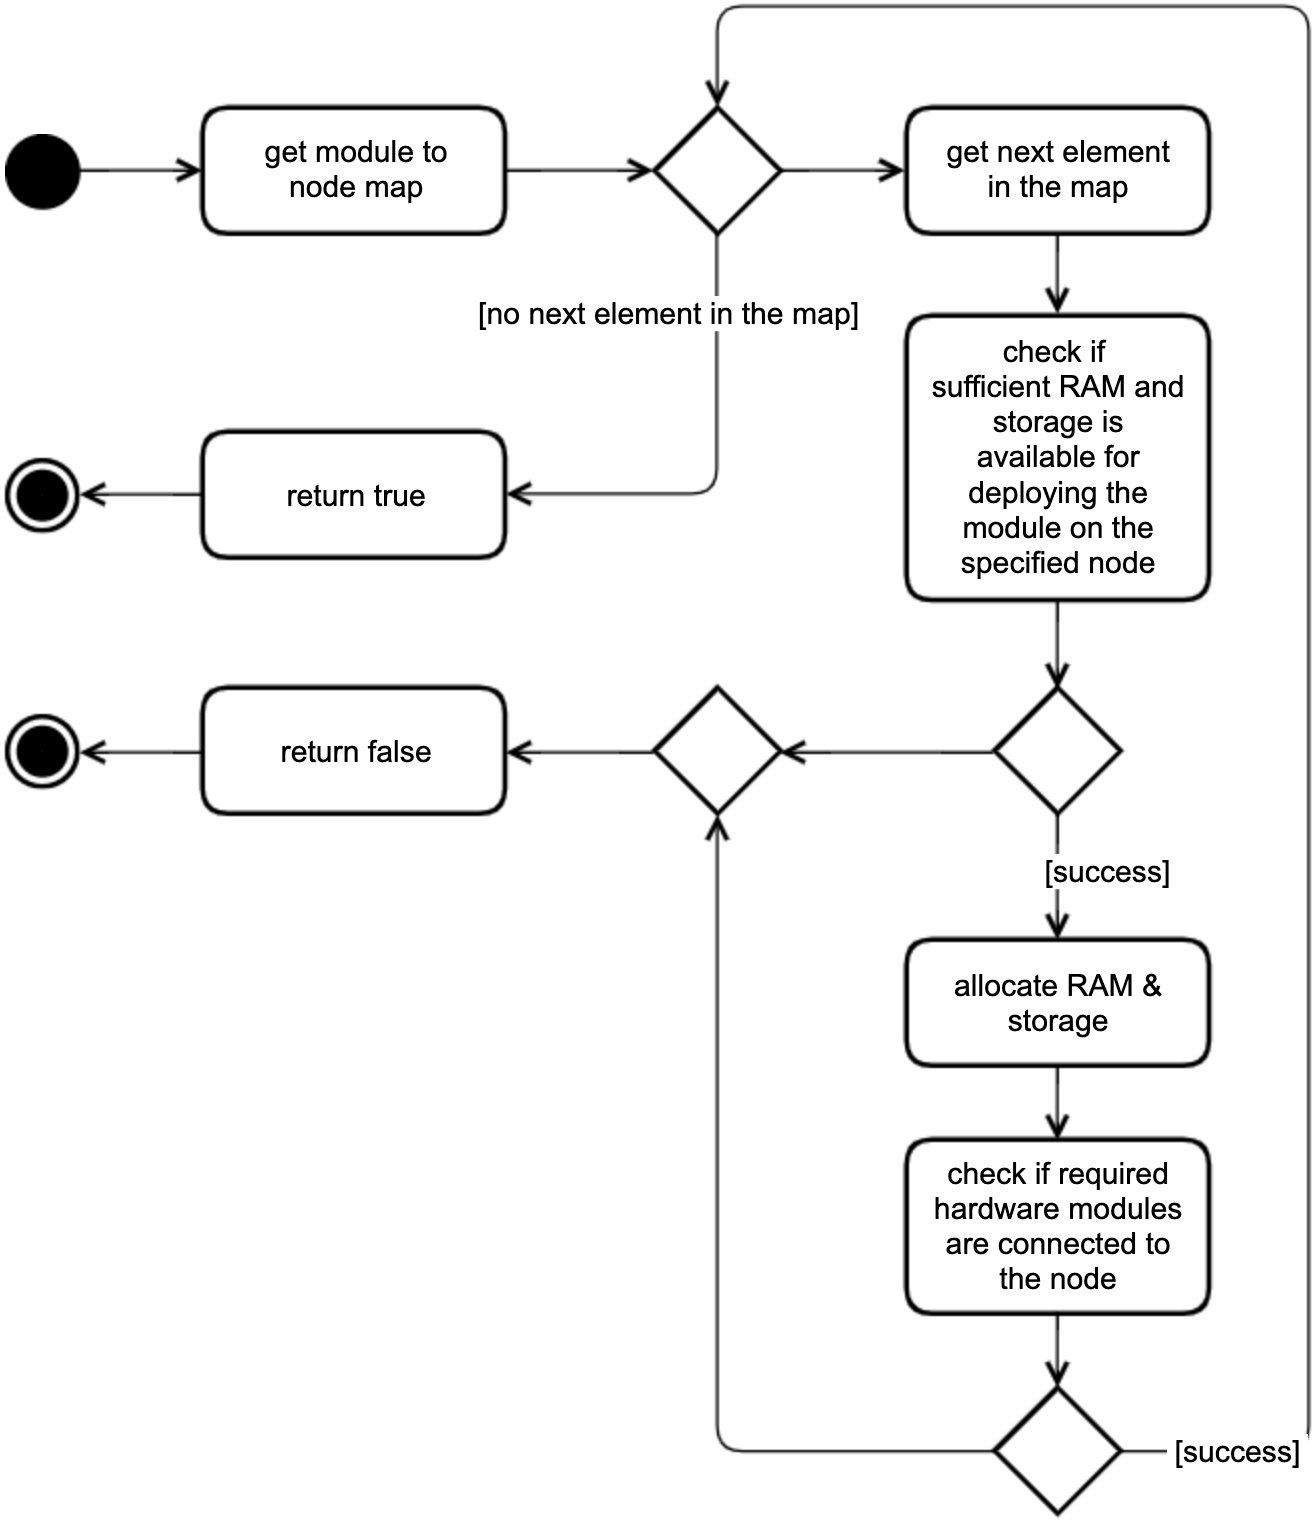 get module to
node map
get next element
in the map
[no next element in the map]
check if
sufficient RAM and
storage is
available for
deploying the
module on the
specified node
return true
return false
[success]
allocate RAM &
storage
check if required
hardware modules
are connected to
the node
[success]